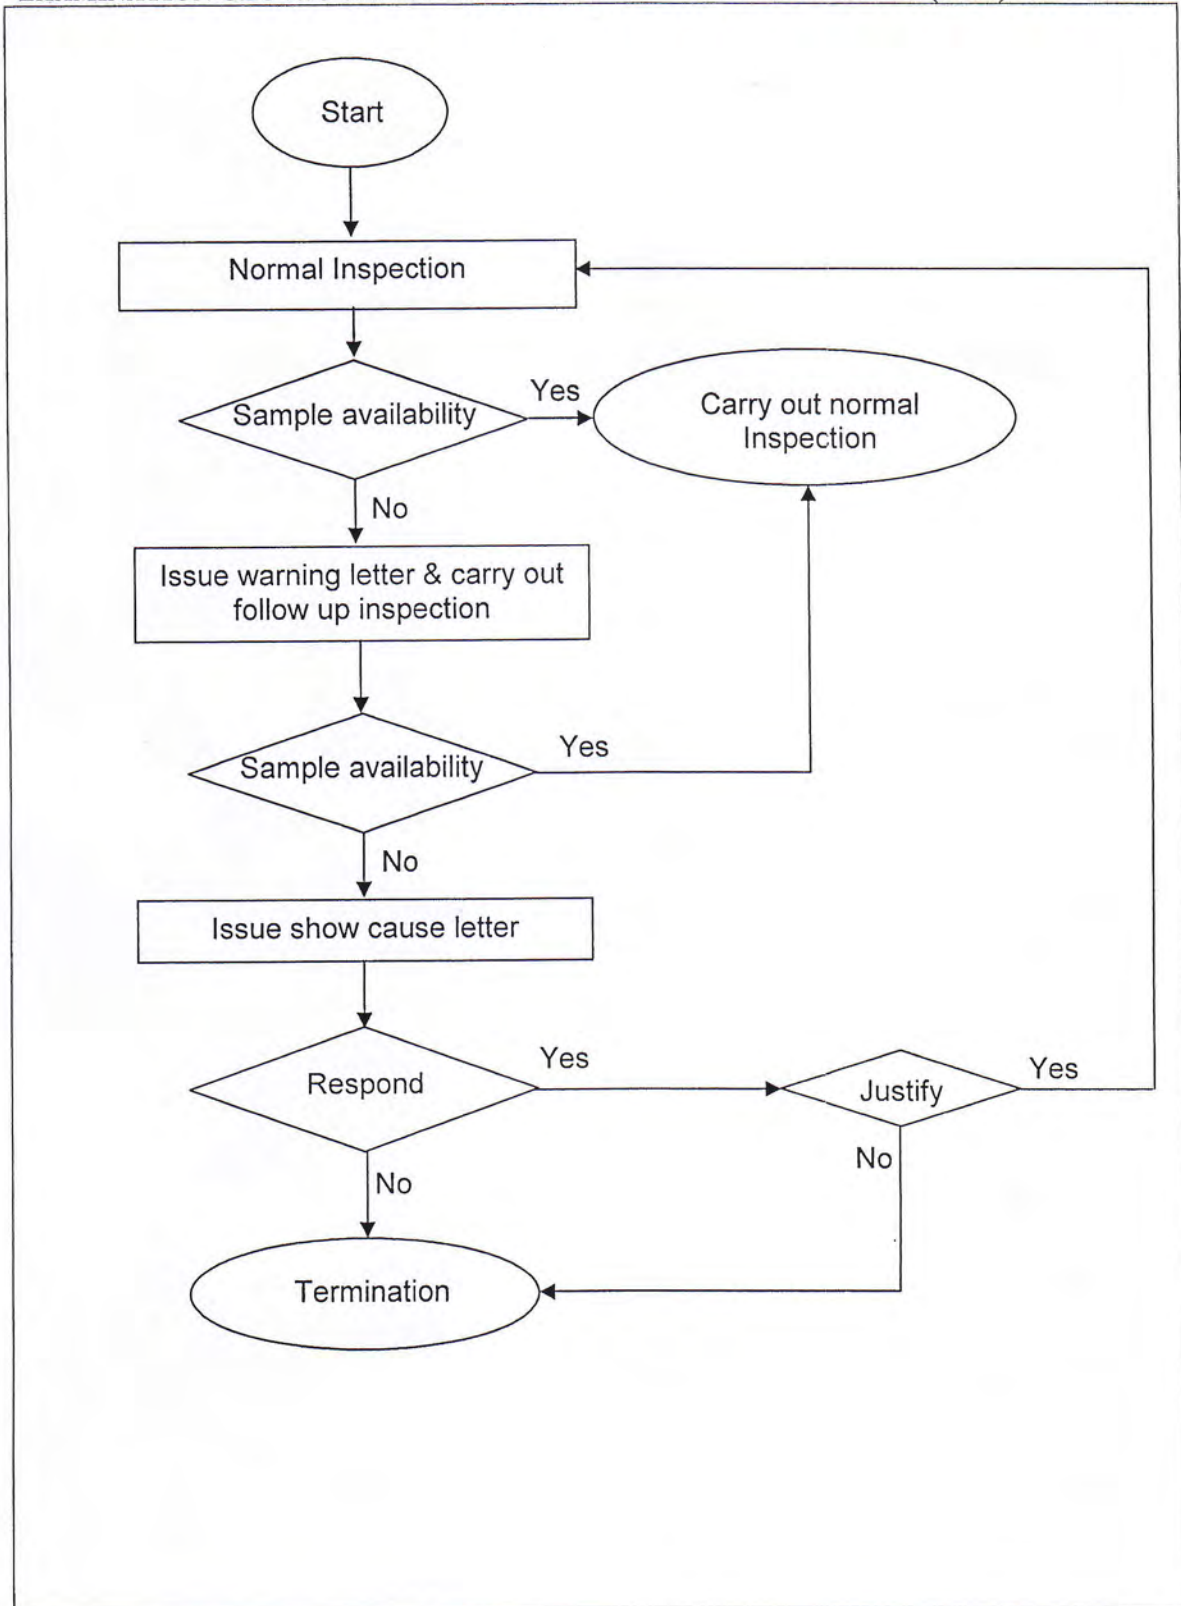 Start
Normal Inspection
Sample availability
Yes
Carry out normal
Inspection
No
Issue warning letter & carry out
follow up inspection
Sample availability
Yes
No
Issue show cause letter
Respond
Yes
Justify
Yes
No
No
Termination